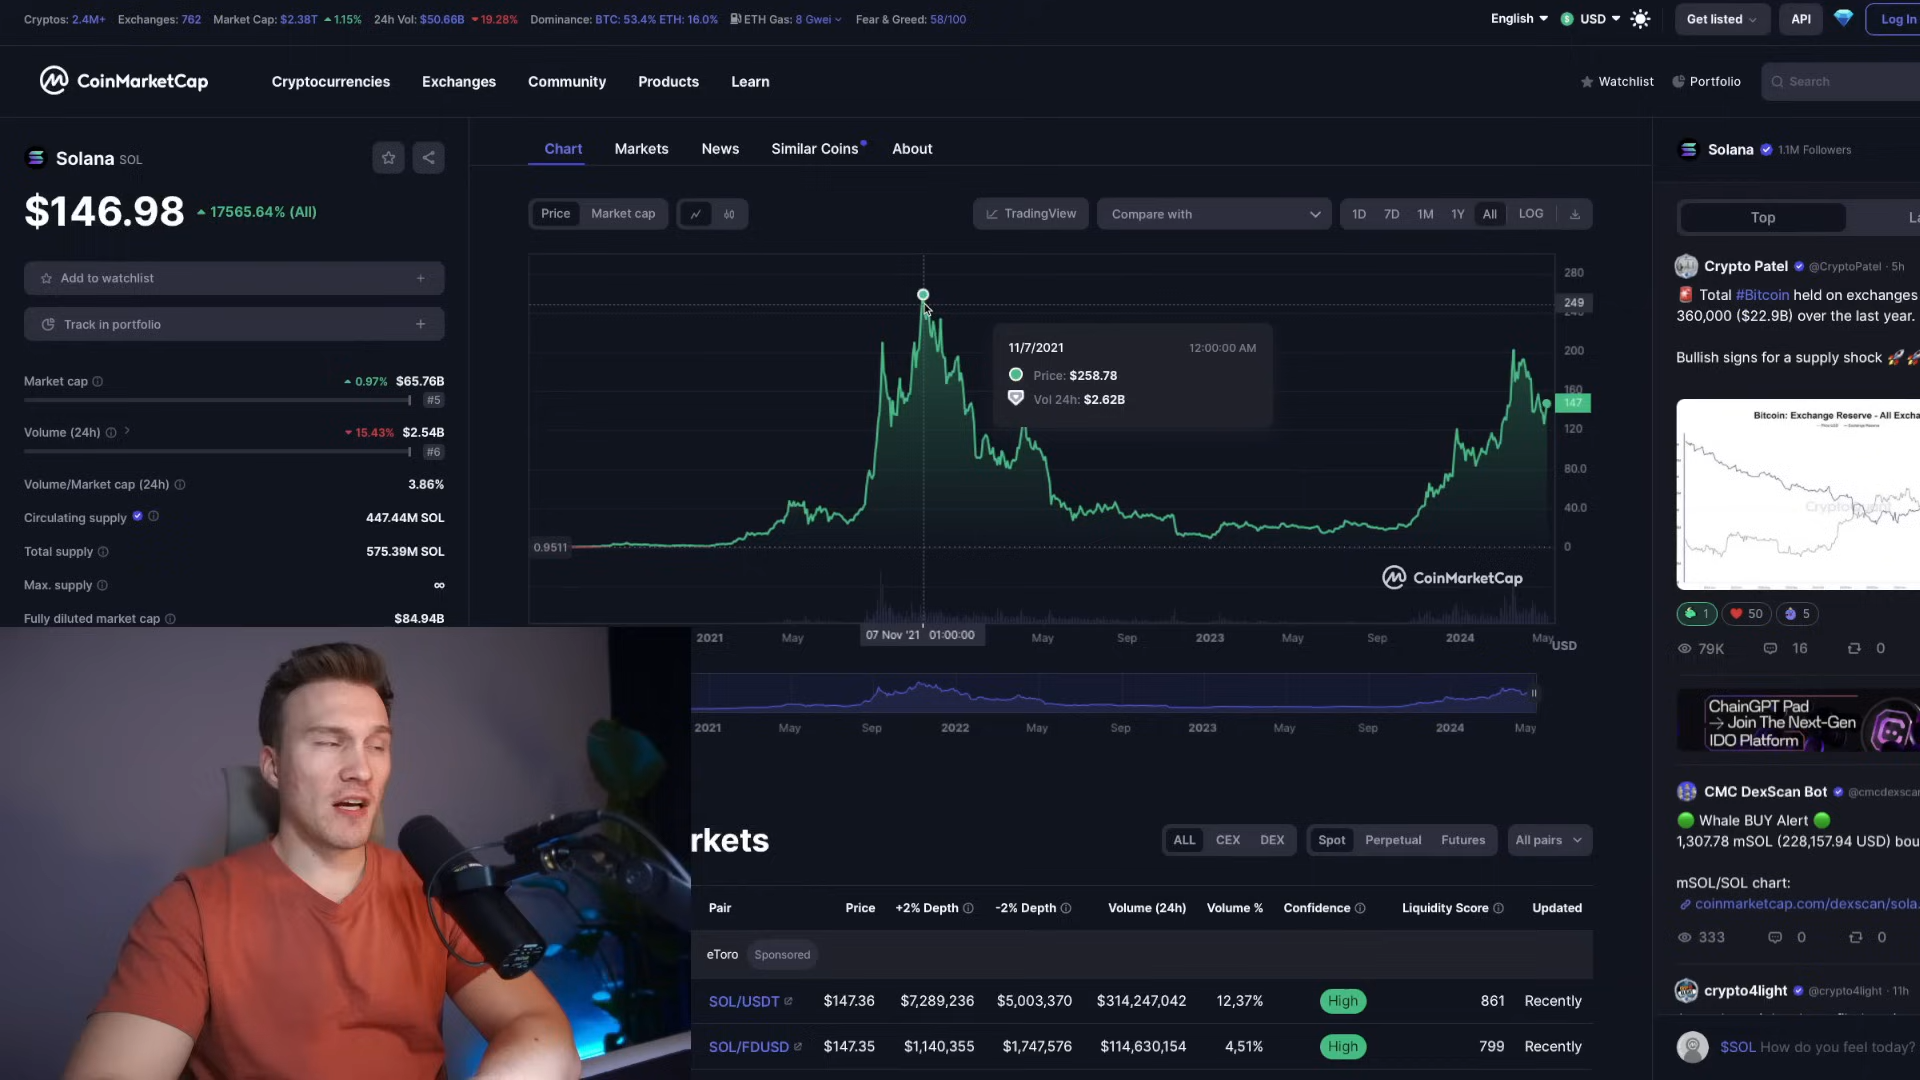 Cryptos: 2.4M+ Exchanges: 762 Market Cap: $2.38T 1.15% 24h Vol: $50.66B 19.28% Dominance: BTC: 53.4% ETH: 16.0% ETH Gas: 8 Gwei Fear & Greed: 58/100
English USD Get listed API Log In
CoinMarketCap Cryptocurrencies Exchanges Community Products Learn Watchlist Portfolio Search
Solana SOL
$146.98 17565.64% (All)
Add to watchlist +
Track in portfolio +
Market cap 0.97% $65.76B
#5
Volume (24h) 15.43% $2.54B
#6
Volume/Market cap (24h) 3.86%
Circulating supply 447.44M SOL
Total supply 575.39M SOL
Max. supply ∞
Fully diluted market cap $84.94B
Chart Markets News Similar Coins About
Price Market cap TradingView Compare with 1D 7D 1M 1Y All LOG
280
249
200
160
147
120
80.0
40.0
0
0.9511
11/7/2021 12:00:00 AM
Price: $258.78
Vol 24h: $2.62B
CoinMarketCap
2021 May 07 Nov '21 01:00:00 May Sep 2023 May Sep 2024 May
USD
2021 May Sep 2022 May Sep 2023 May Sep 2024 May
rkets
ALL CEX DEX Spot Perpetual Futures All pairs
Pair Price +2% Depth -2% Depth Volume (24h) Volume % Confidence Liquidity Score Updated
eToro Sponsored
SOL/USDT $147.36 $7,289,236 $5,003,370 $314,247,042 12,37% High 861 Recently
SOL/FDUSD $147.35 $1,140,355 $1,747,576 $114,630,154 4,51% High 799 Recently
Solana 1.1M Followers
Top
Crypto Patel @CryptoPatel · 5h
🚨 Total #Bitcoin held on exchanges
360,000 ($22.9B) over the last year.
Bullish signs for a supply shock 🚀🚀
Bitcoin: Exchange Reserve - All Excha
1 50 5
79K 16 0
ChainGPT Pad
→ Join The Next-Gen
IDO Platform
CMC DexScan Bot @cmcdexscan
🟢 Whale BUY Alert 🟢
1,307.78 mSOL (228,157.94 USD) bou
mSOL/SOL chart:
coinmarketcap.com/dexscan/sola...
333 0 0
crypto4light @crypto4light · 11h
$SOL How do you feel today?